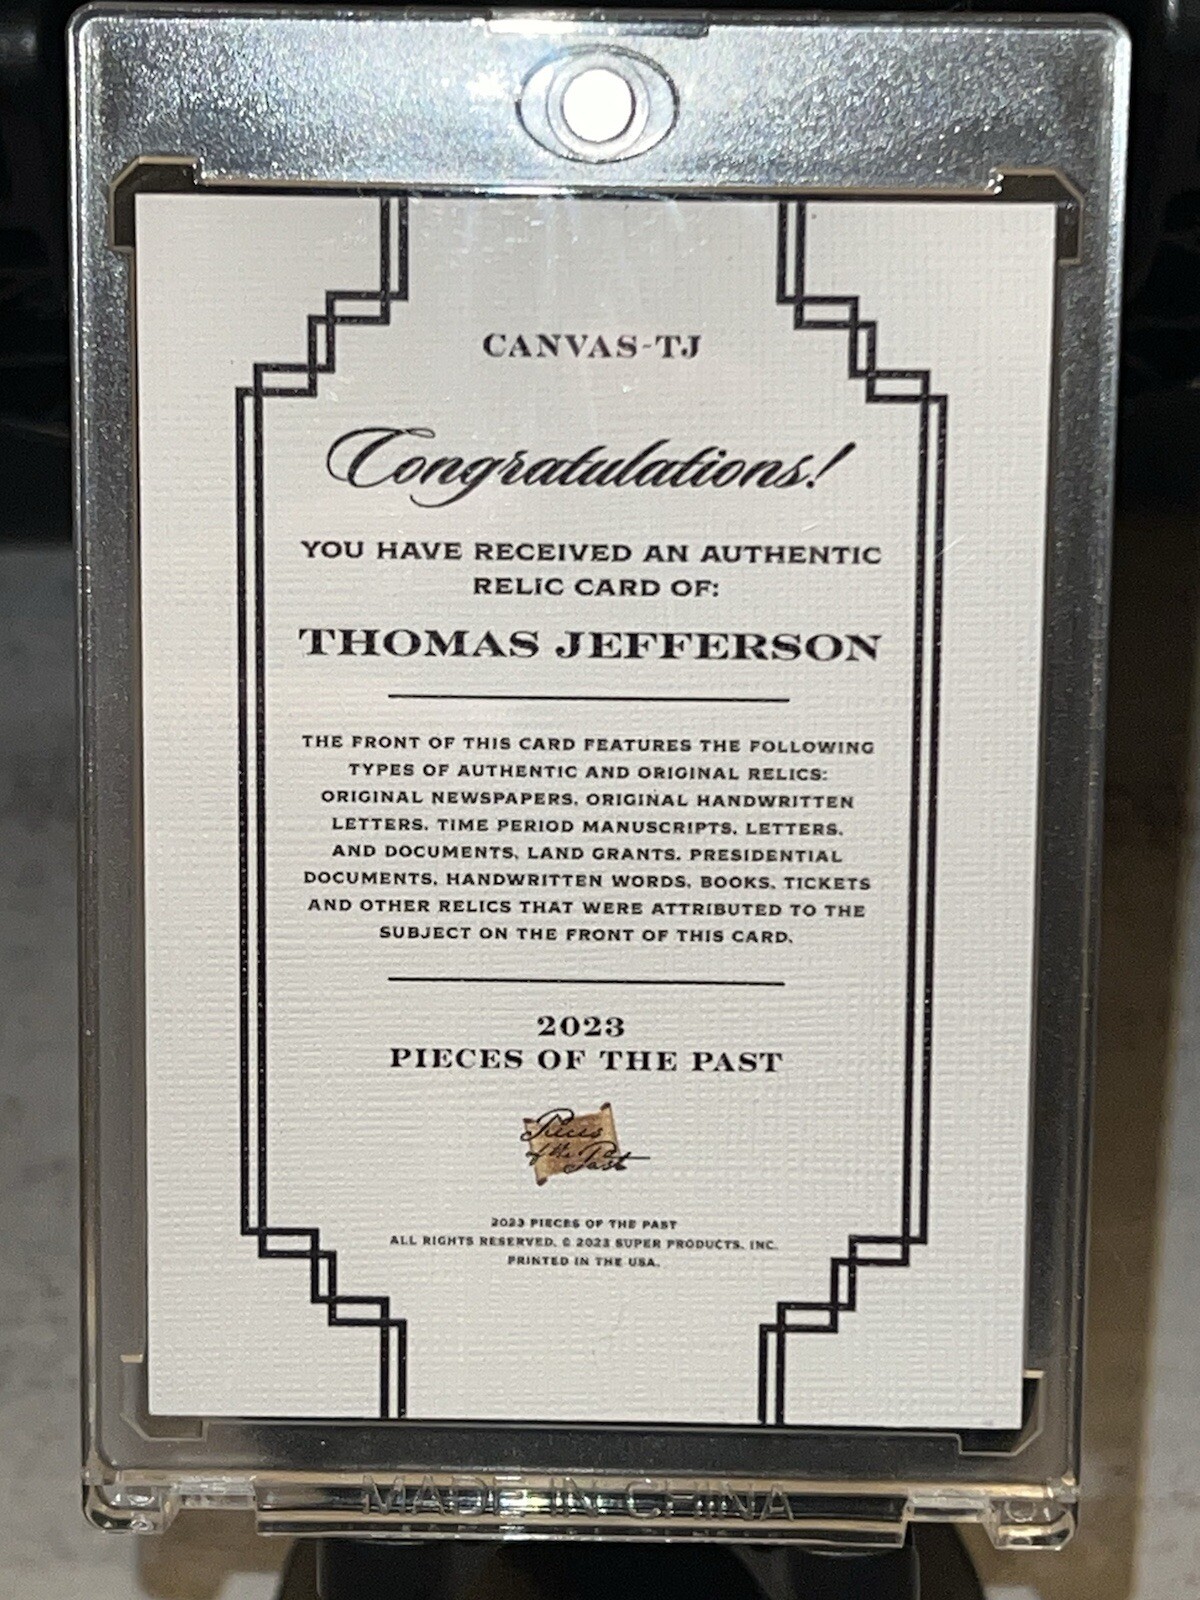 CANVAS-TJ
Congratulations!
YOU HAVE RECEIVED AN AUTHENTIC
RELIC CARD OF:
THOMAS JEFFERSON
THE FRONT OF THIS CARD FEATURES THE FOLLOWING
TYPES OF AUTHENTIC AND ORIGINAL RELICS:
ORIGINAL NEWSPAPERS, ORIGINAL HANDWRITTEN
LETTERS, TIME PERIOD MANUSCRIPTS, LETTERS,
AND DOCUMENTS, LAND GRANTS, PRESIDENTIAL
DOCUMENTS, HANDWRITTEN WORDS, BOOKS, TICKETS
AND OTHER RELICS THAT WERE ATTRIBUTED TO THE
SUBJECT ON THE FRONT OF THIS CARD.
2023
PIECES OF THE PAST
Pieces
of the
Past
2023 PIECES OF THE PAST
ALL RIGHTS RESERVED. © 2023 SUPER PRODUCTS, INC.
PRINTED IN THE USA.
MADE IN CHINA